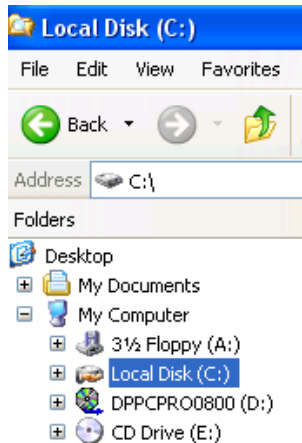 Local Disk (C:)
File Edit View Favorites
Back
Address C:\
Folders
Desktop
My Documents
My Computer
3½ Floppy (A:)
Local Disk (C:)
DPPCPRO0800 (D:)
CD Drive (E:)